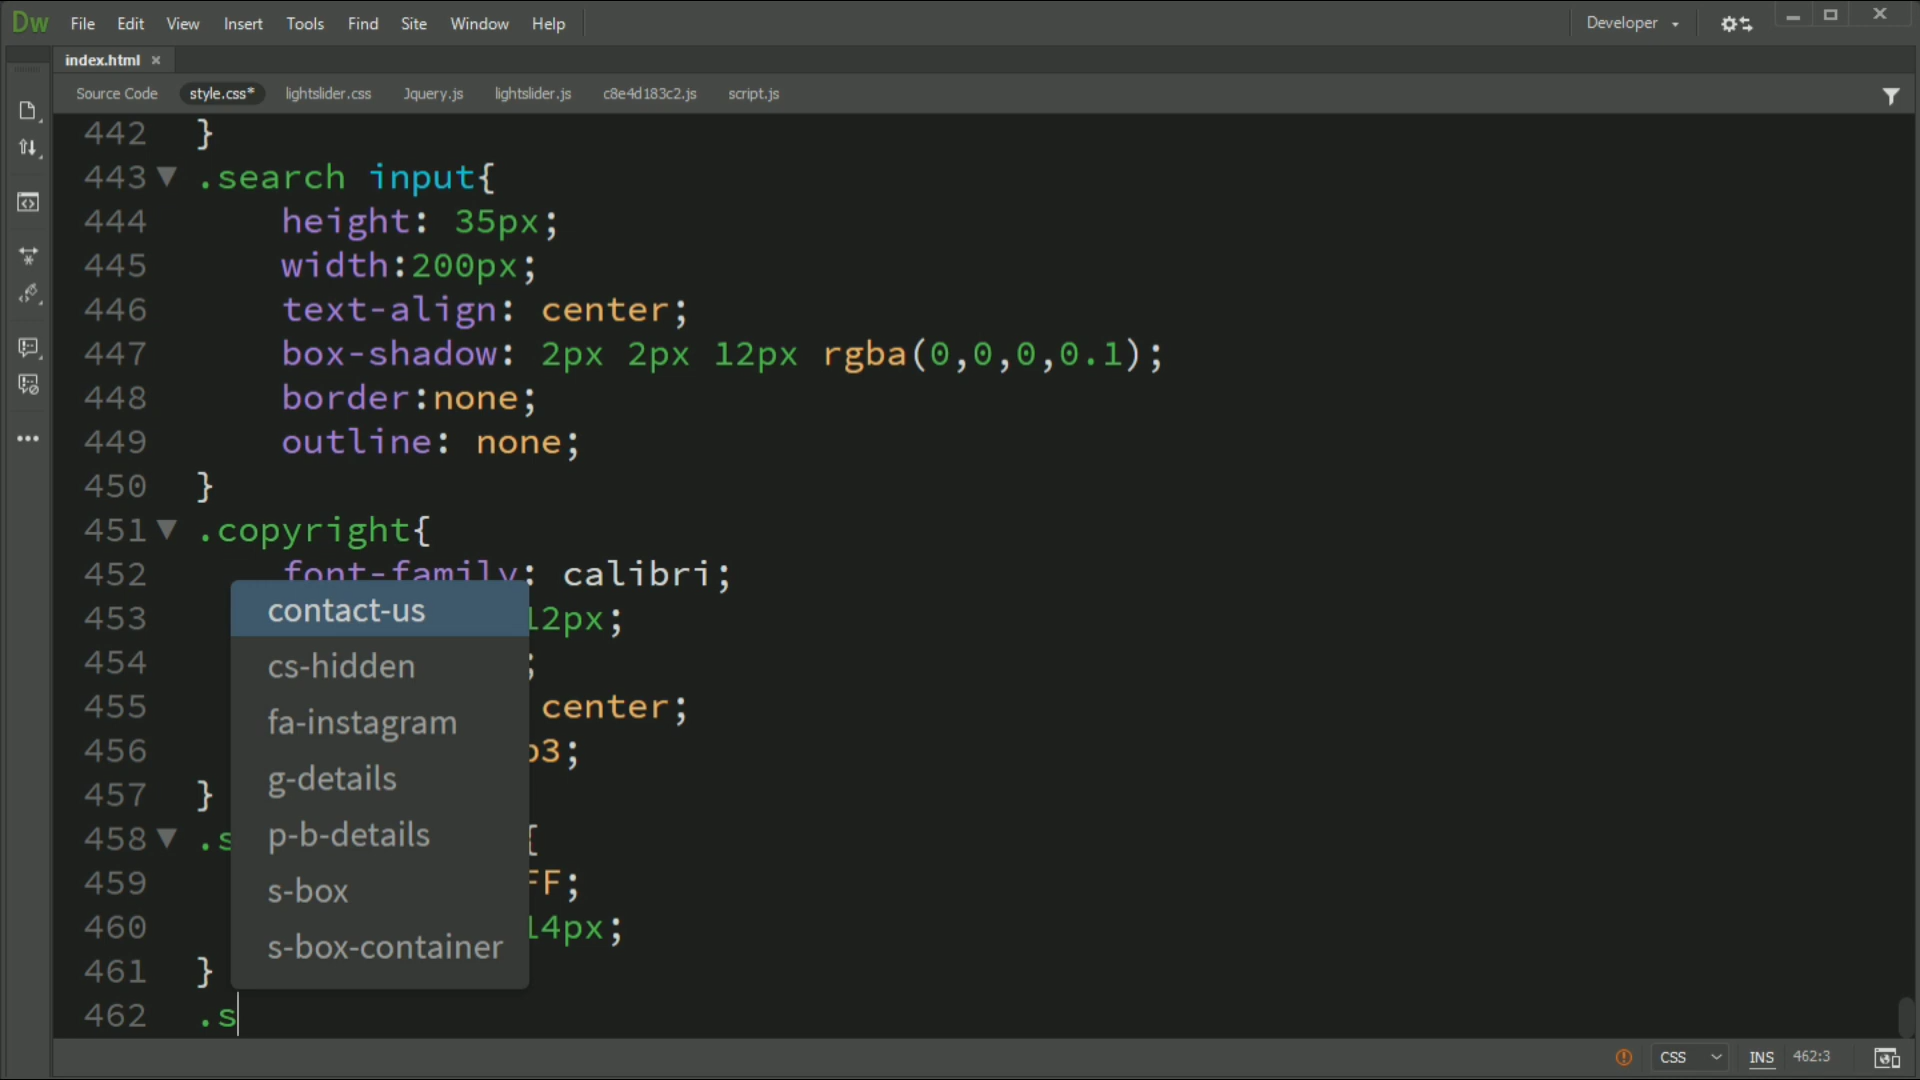 Dw File Edit View Insert Tools Find Site Window Help Developer
index.html
Source Code style.css* lightslider.css Jquery.js lightslider.js c8e4d183c2.js script.js
442 }
443 .search input{
444 height: 35px;
445 width:200px;
446 text-align: center;
447 box-shadow: 2px 2px 12px rgba(0,0,0,0.1);
448 border:none;
449 outline: none;
450 }
451 .copyright{
452 font-family: calibri;
453 12px;
454 ;
455 center;
456 b3;
457 }
458 .s {
459 FF;
460 14px;
461 }
462 .s
contact-us
cs-hidden
fa-instagram
g-details
p-b-details
s-box
s-box-container
CSS INS 462:3